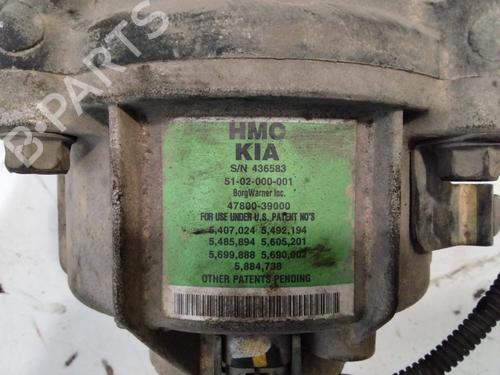 B-PARTS
HMC
KIA
S/N 436583
51-02-000-001
BorgWarner Inc.
47800-39000
FOR USE UNDER U.S. PATENT NO'S
5,407,024 5,492,194
5,485,894 5,605,201
5,699,888 5,690,002
5,884,738
OTHER PATENTS PENDING